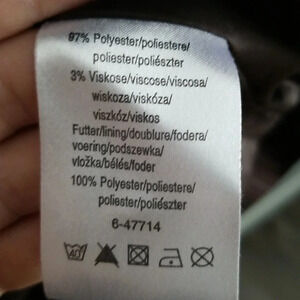 97% Polyester/poliestere/
poliester/poliészter
3% Viskose/viscose/viscosa/
wiskoza/viskóza/
viszkóz/viskos
Futter/lining/doublure/fodera/
voering/podszewka/
vložka/bélés/foder
100% Polyester/poliestere/
poliester/poliészter
6-47714
40